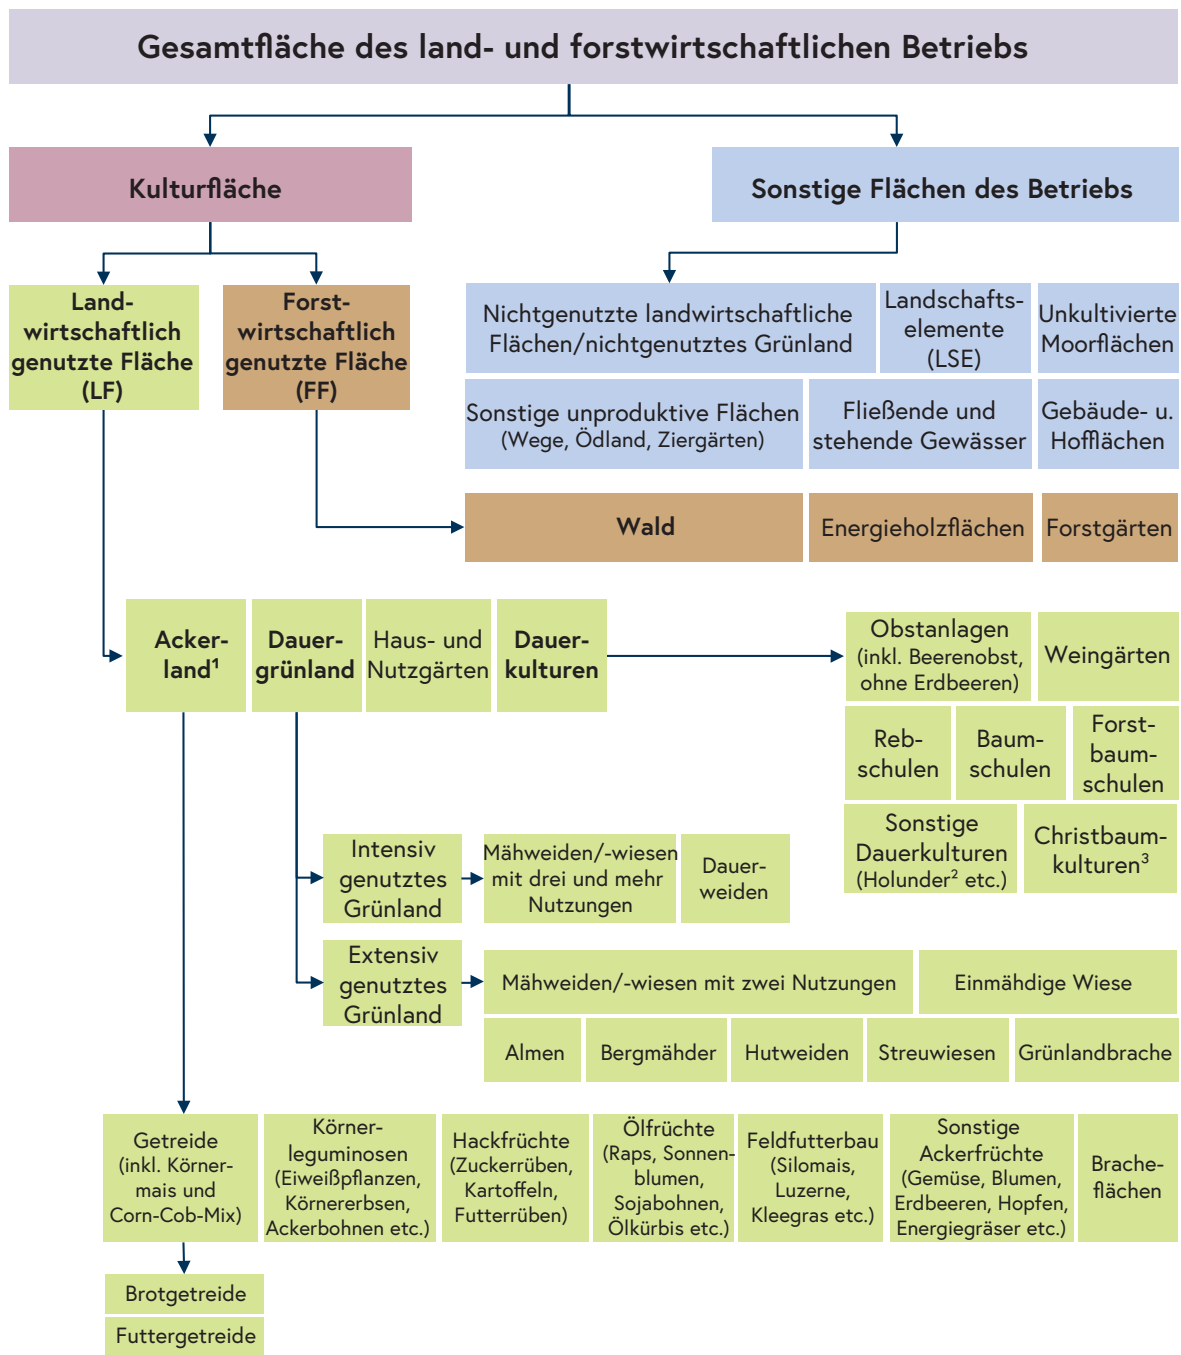 Gesamtfläche des land- und forstwirtschaftlichen Betriebs
Kulturfläche
Sonstige Flächen des Betriebs
Land-
wirtschaftlich
genutzte Fläche
(LF)
Forst-
wirtschaftlich
genutzte Fläche
(FF)
Nichtgenutzte landwirtschaftliche
Flächen/nichtgenutztes Grünland
Landschafts-
elemente
(LSE)
Unkultivierte
Moorflächen
Sonstige unproduktive Flächen
(Wege, Ödland, Ziergärten)
Fließende und
stehende Gewässer
Gebäude- u.
Hofflächen
Wald
Energieholzflächen
Forstgärten
Acker-
land¹
Dauer-
grünland
Haus- und
Nutzgärten
Dauer-
kulturen
Obstanlagen
(inkl. Beerenobst,
ohne Erdbeeren)
Weingärten
Reb-
schulen
Baum-
schulen
Forst-
baum-
schulen
Sonstige
Dauerkulturen
(Holunder² etc.)
Christbaum-
kulturen³
Intensiv
genutztes
Grünland
Mähweiden/-wiesen
mit drei und mehr
Nutzungen
Dauer-
weiden
Extensiv
genutztes
Grünland
Mähweiden/-wiesen mit zwei Nutzungen
Einmähdige Wiese
Almen
Bergmähder
Hutweiden
Streuwiesen
Grünlandbrache
Getreide
(inkl. Körner-
mais und
Corn-Cob-Mix)
Körner-
leguminosen
(Eiweißpflanzen,
Körnererbsen,
Ackerbohnen etc.)
Hackfrüchte
(Zuckerrüben,
Kartoffeln,
Futterrüben)
Ölfrüchte
(Raps, Sonnen-
blumen,
Sojabohnen,
Ölkürbis etc.)
Feldfutterbau
(Silomais,
Luzerne,
Kleegras etc.)
Sonstige
Ackerfrüchte
(Gemüse, Blumen,
Erdbeeren, Hopfen,
Energiegräser etc.)
Brache-
flächen
Brotgetreide
Futtergetreide